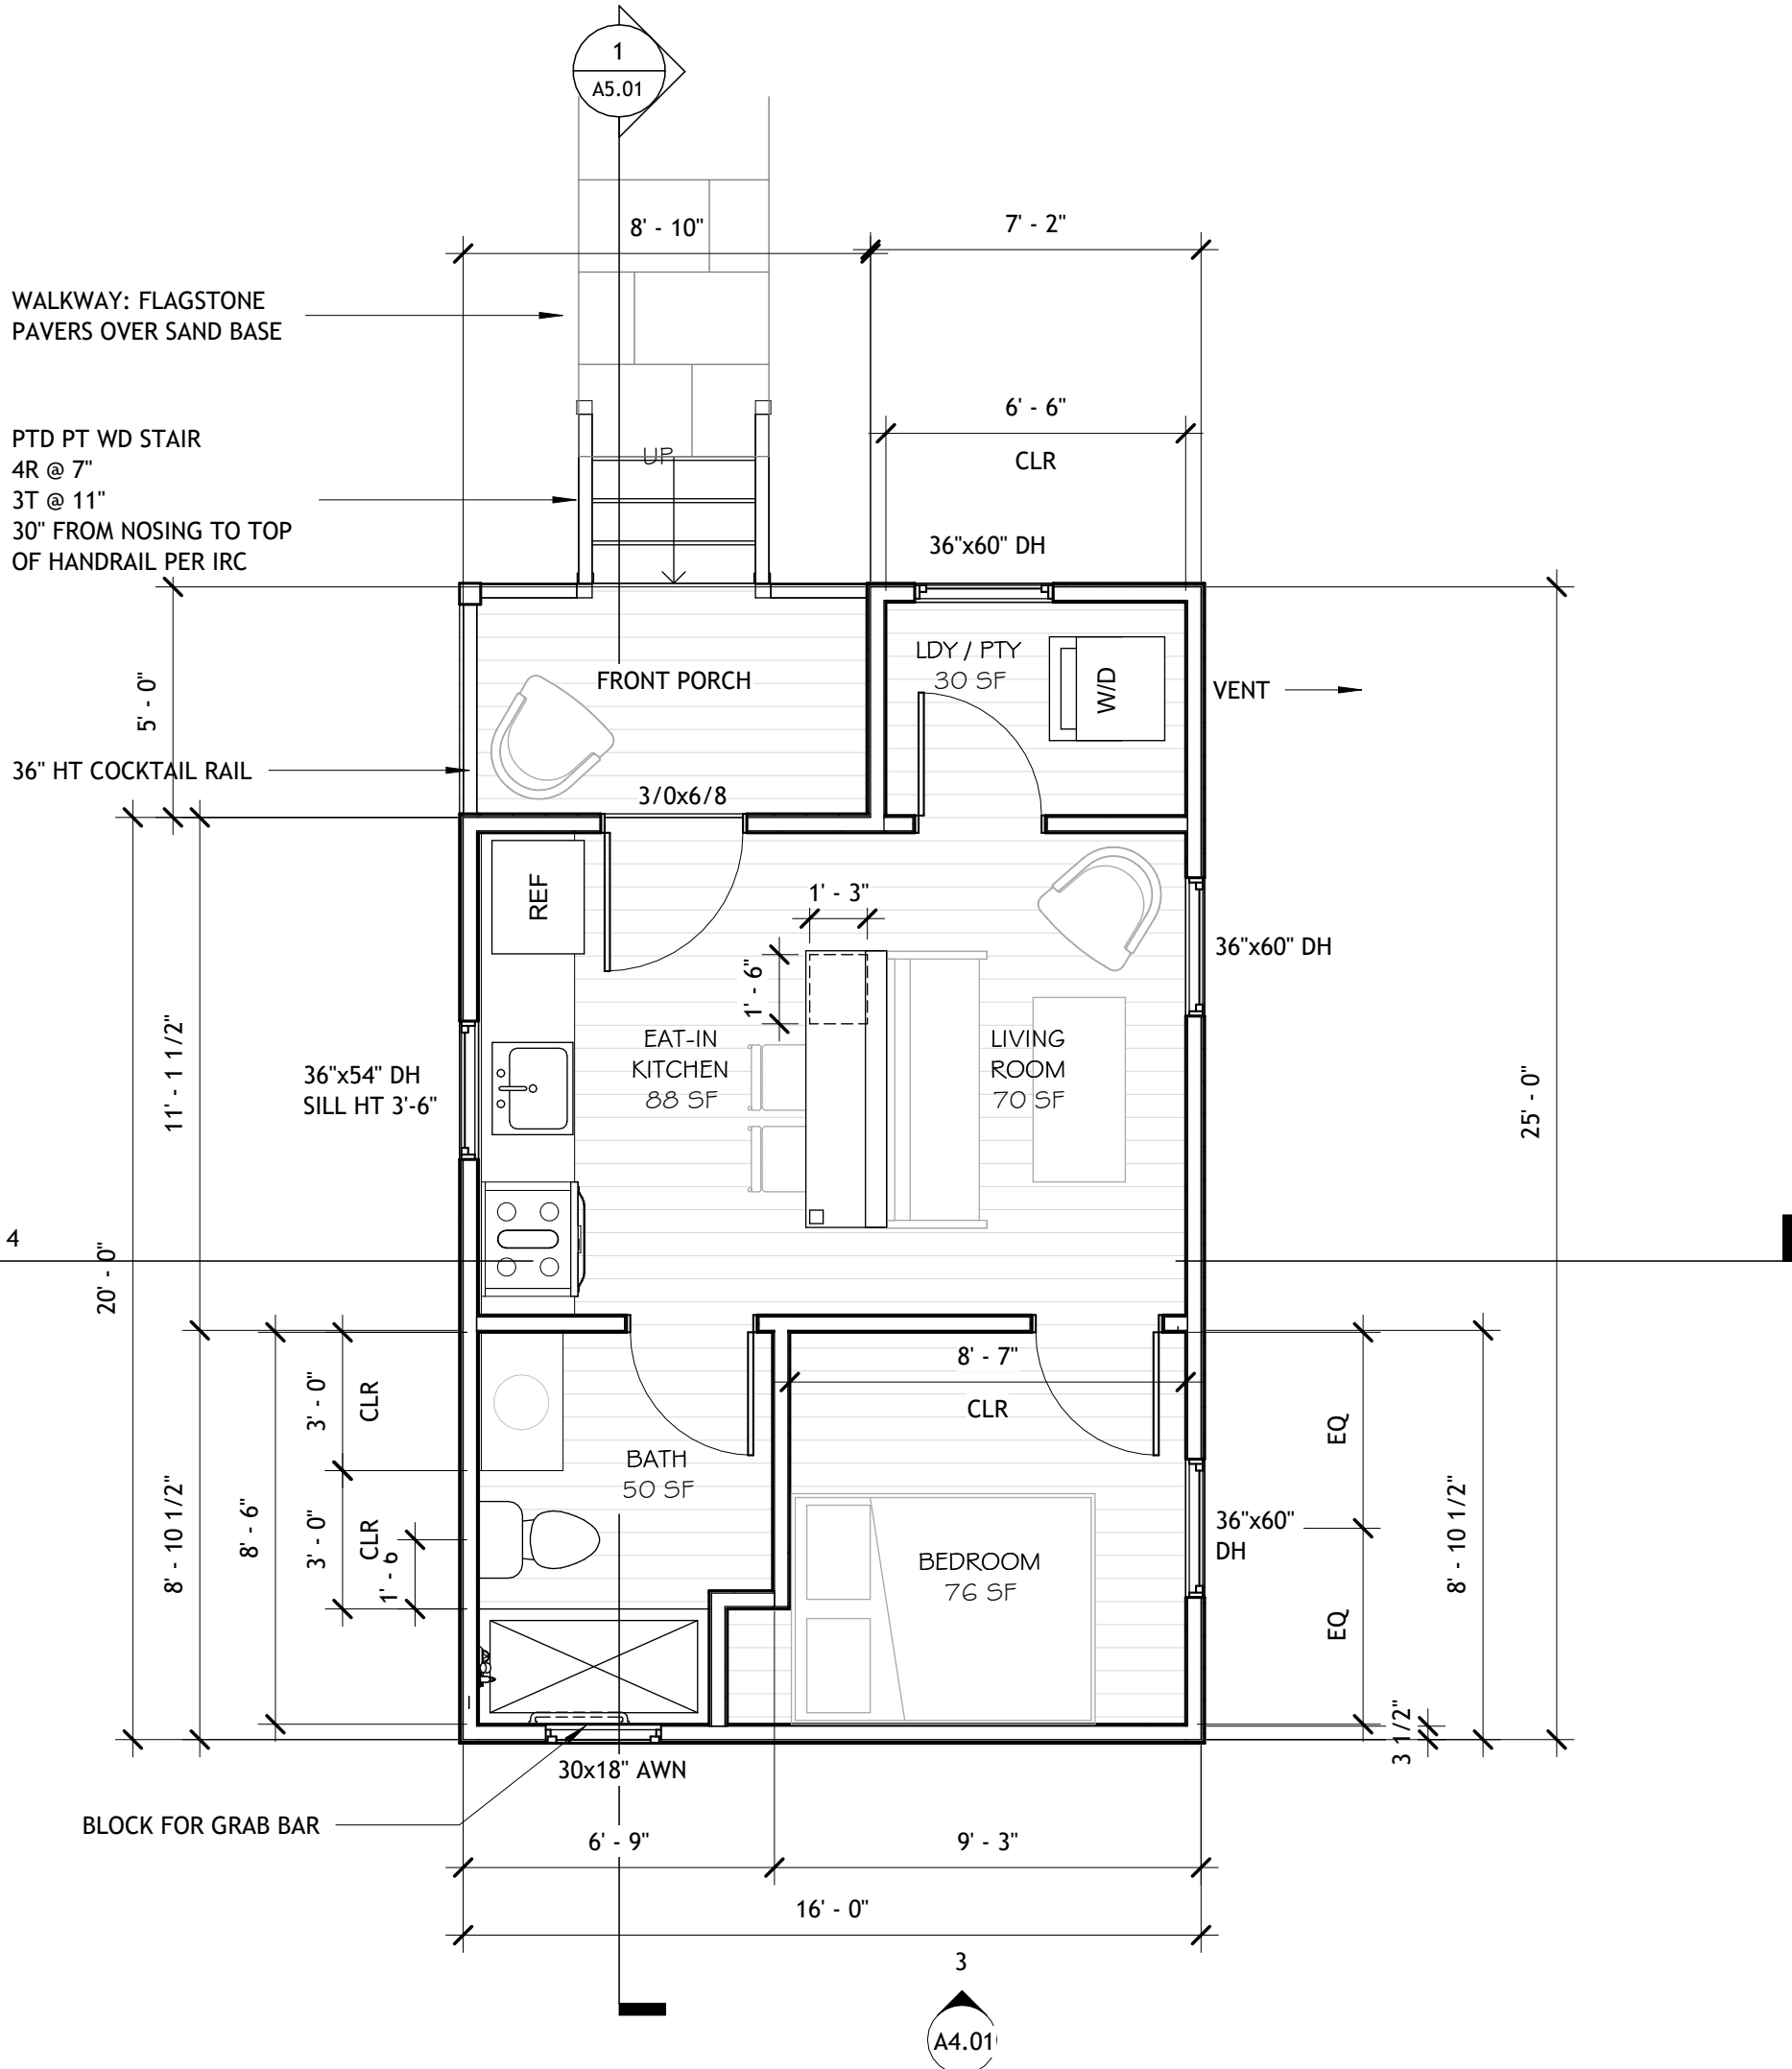 1
A5.01
8' - 10"
7' - 2"
WALKWAY: FLAGSTONE
PAVERS OVER SAND BASE
6' - 6"
CLR
PTD PT WD STAIR
4R @ 7"
3T @ 11"
30" FROM NOSING TO TOP
OF HANDRAIL PER IRC
UP
36"x60" DH
LDY / PTY
30 SF
W/D
VENT
FRONT PORCH
5' - 0"
36" HT COCKTAIL RAIL
3/0x6/8
REF
1' - 3"
1' - 6"
36"x60" DH
EAT-IN
KITCHEN
88 SF
LIVING
ROOM
70 SF
36"x54" DH
SILL HT 3'-6"
11' - 1 1/2"
25' - 0"
4
20' - 0"
8' - 7"
CLR
3' - 0"
CLR
EQ
BATH
50 SF
8' - 10 1/2"
8' - 6"
3' - 0"
CLR
1' - 6
36"x60"
DH
8' - 10 1/2"
BEDROOM
76 SF
EQ
3 1/2"
30x18" AWN
BLOCK FOR GRAB BAR
6' - 9"
9' - 3"
16' - 0"
3
A4.01